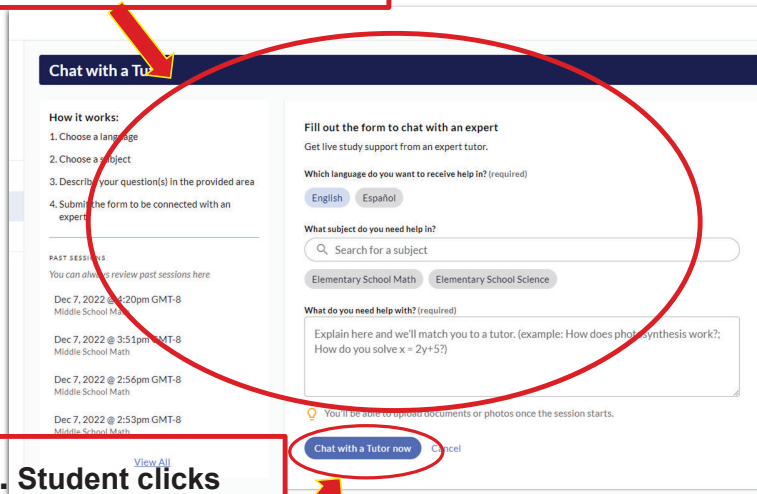 Chat with a Tu
How it works:
1. Choose a language
2. Choose a subject
3. Describe your question(s) in the provided area
4. Submit the form to be connected with an
expert
PAST SESSIONS
You can always review past sessions here
Dec 7, 2022 @ 4:20pm GMT-8
Middle School Math
Dec 7, 2022 @ 3:51pm GMT-8
Middle School Math
Dec 7, 2022 @ 2:56pm GMT-8
Middle School Math
Dec 7, 2022 @ 2:53pm GMT-8
Middle School Math
View All
Fill out the form to chat with an expert
Get live study support from an expert tutor.
Which language do you want to receive help in? (required)
English Español
What subject do you need help in?
Search for a subject
Elementary School Math Elementary School Science
What do you need help with? (required)
Explain here and we'll match you to a tutor. (example: How does photosynthesis work?;
How do you solve x = 2y+5?)
You'll be able to upload documents or photos once the session starts.
Chat with a Tutor now Cancel
. Student clicks